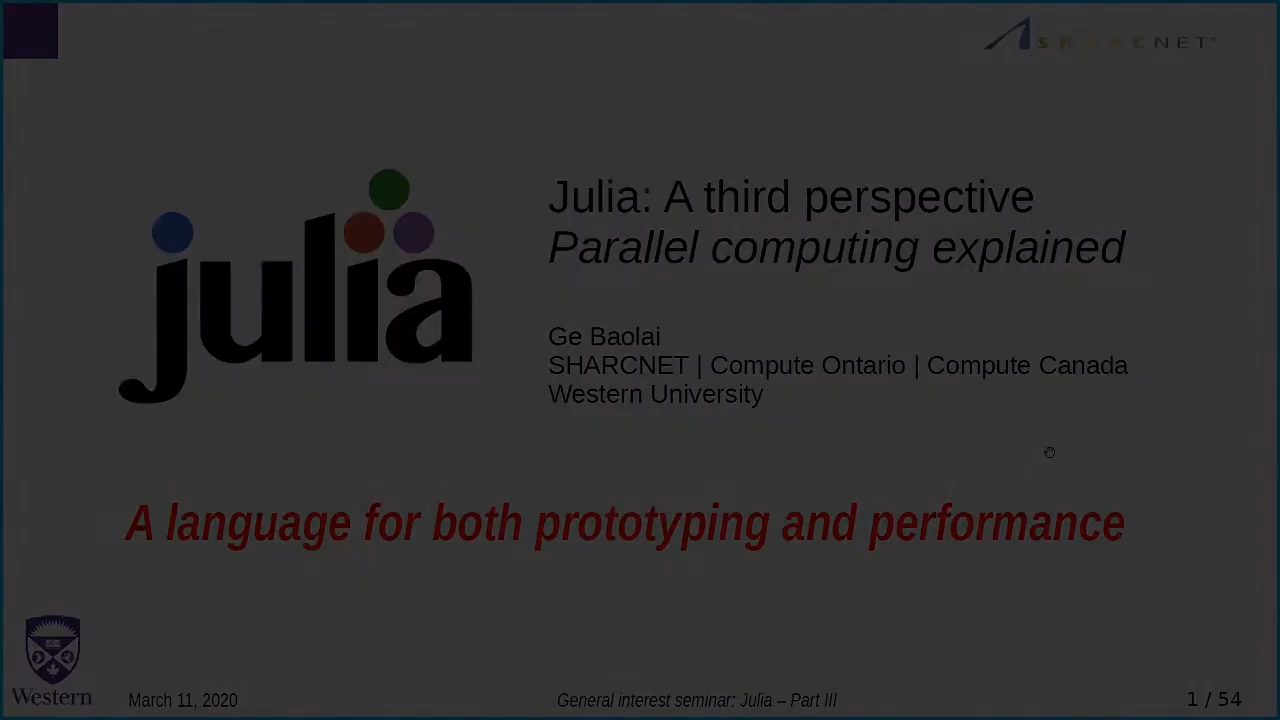 SHARCNET™
julia
Julia: A third perspective
Parallel computing explained
Ge Baolai
SHARCNET | Compute Ontario | Compute Canada
Western University
A language for both prototyping and performance
Western
March 11, 2020
General interest seminar: Julia – Part III
1 / 54